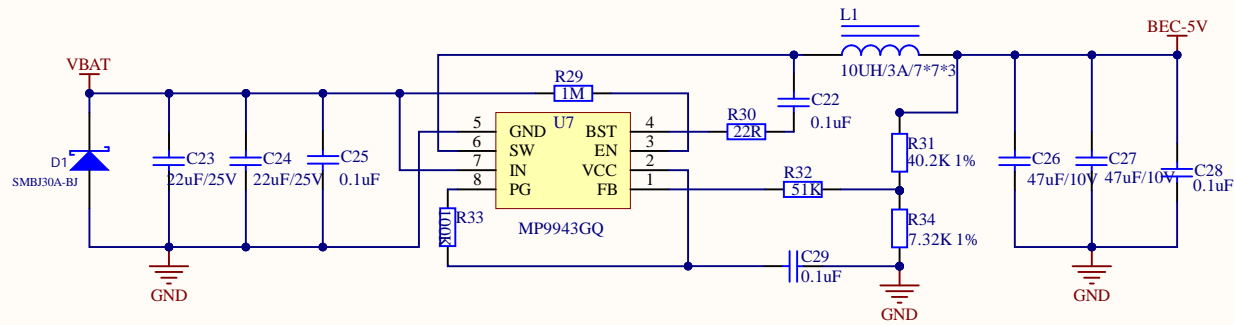 L1
BEC-5V
10UH/3A/7*7*3
VBAT
R29
1M
U7
5
GND
BST
4
6
SW
EN
3
7
IN
VCC
2
8
PG
FB
1
MP9943GQ
R30
22R
C22
0.1uF
R31
40.2K 1%
R32
51K
R33
100K
R34
7.32K 1%
C29
0.1uF
GND
D1
SMBJ30A-BJ
C23
22uF/25V
C24
22uF/25V
C25
0.1uF
GND
C26
47uF/10V
C27
47uF/10V
C28
0.1uF
GND